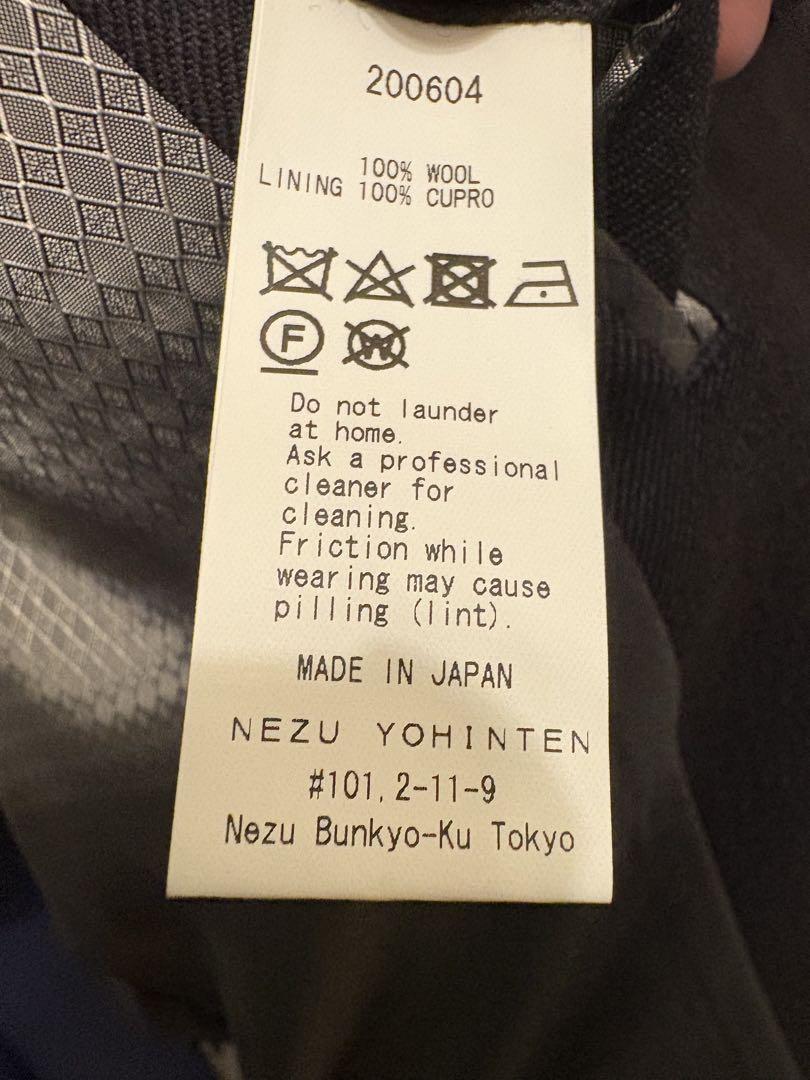 200604
100% WOOL
LINING 100% CUPRO
F W
Do not launder
at home.
Ask a professional
cleaner for
cleaning.
Friction while
wearing may cause
pilling (lint).
MADE IN JAPAN
NEZU YOHINTEN
#101, 2-11-9
Nezu Bunkyo-Ku Tokyo